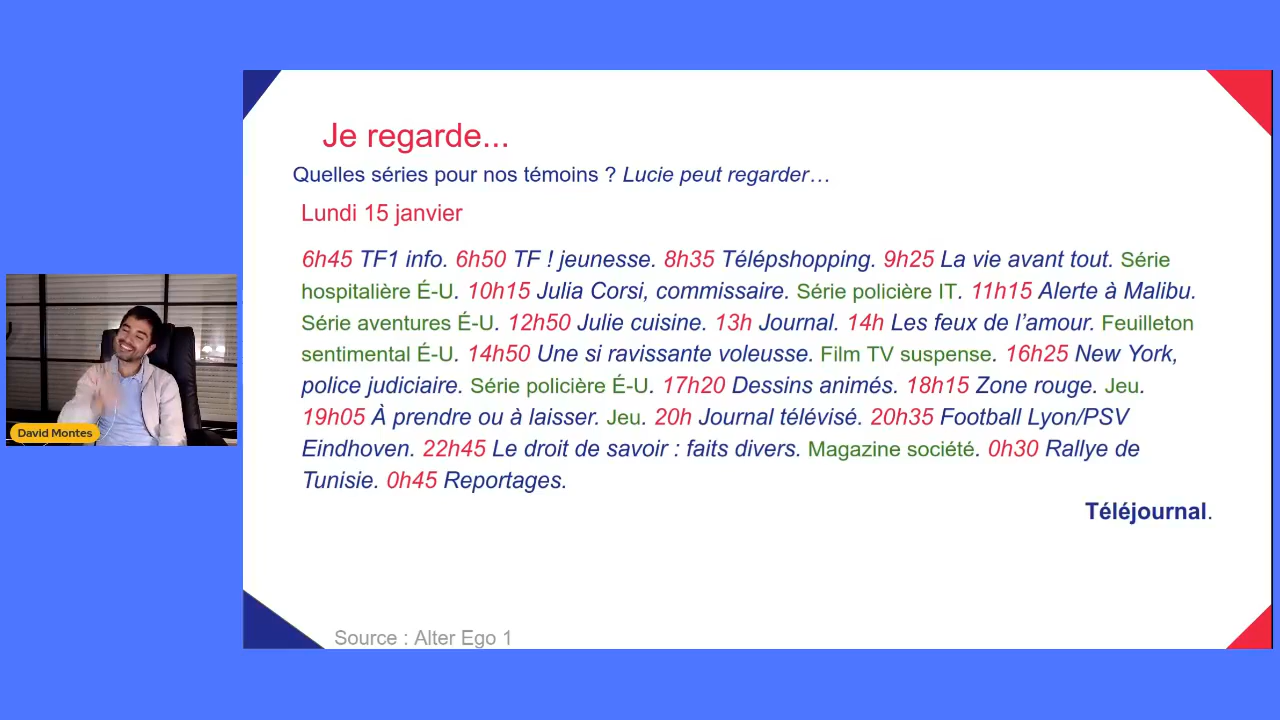 Je regarde...
Quelles séries pour nos témoins ? Lucie peut regarder…
Lundi 15 janvier
6h45 TF1 info. 6h50 TF ! jeunesse. 8h35 Télépshopping. 9h25 La vie avant tout. Série
hospitalière É-U. 10h15 Julia Corsi, commissaire. Série policière IT. 11h15 Alerte à Malibu.
Série aventures É-U. 12h50 Julie cuisine. 13h Journal. 14h Les feux de l’amour. Feuilleton
sentimental É-U. 14h50 Une si ravissante voleusse. Film TV suspense. 16h25 New York,
police judiciaire. Série policière É-U. 17h20 Dessins animés. 18h15 Zone rouge. Jeu.
19h05 À prendre ou à laisser. Jeu. 20h Journal télévisé. 20h35 Football Lyon/PSV
Eindhoven. 22h45 Le droit de savoir : faits divers. Magazine société. 0h30 Rallye de
Tunisie. 0h45 Reportages.
Téléjournal.
David Montes
Source : Alter Ego 1